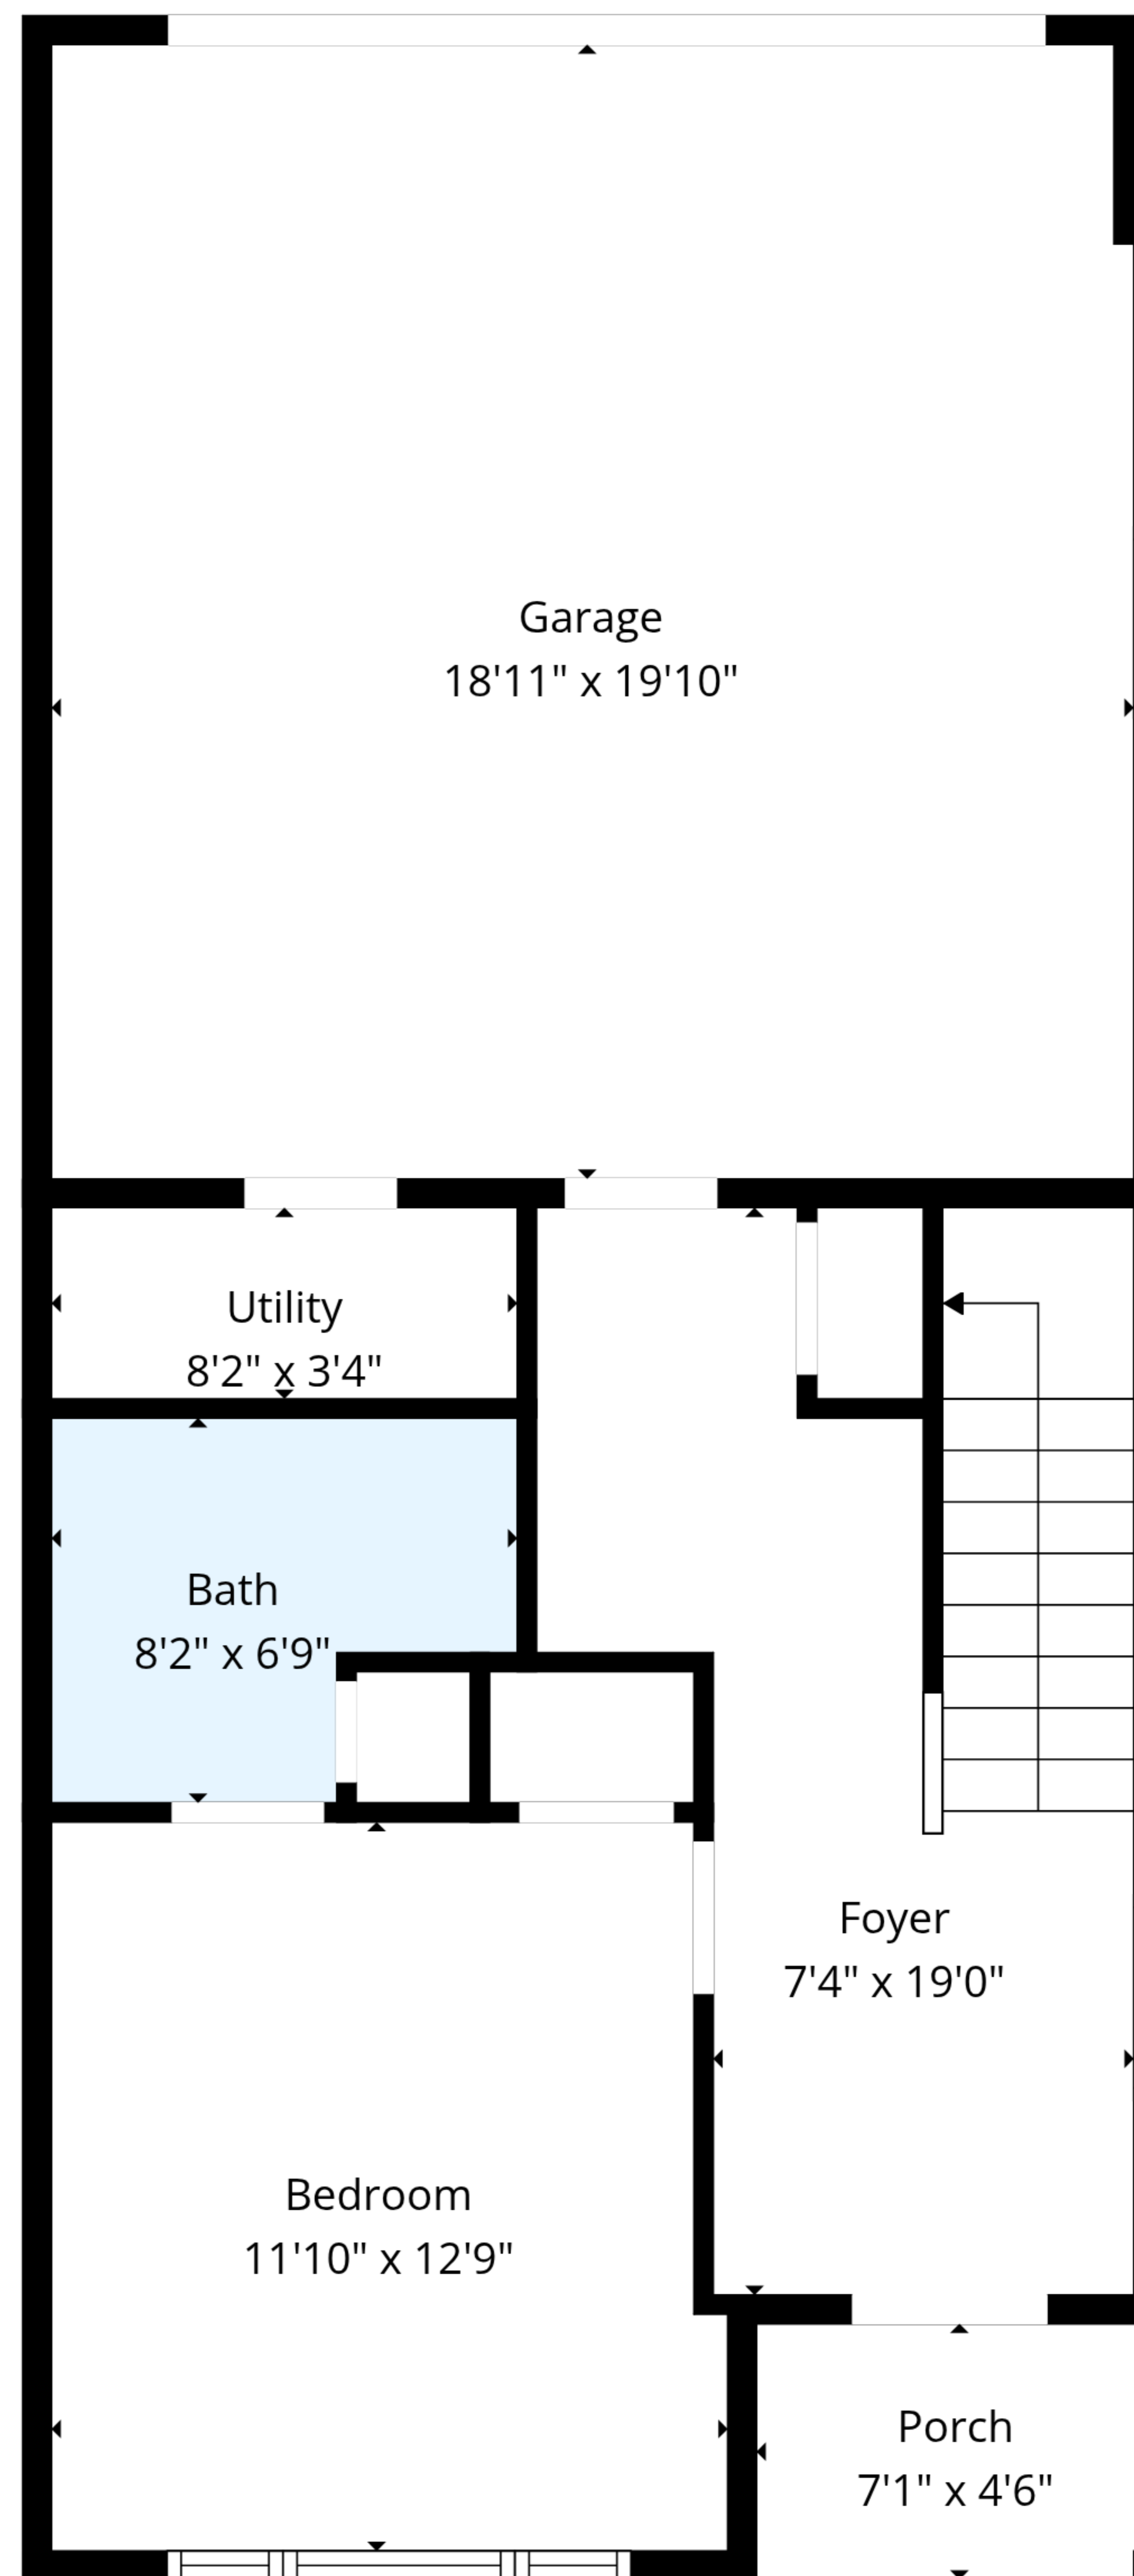 Garage
18'11" x 19'10"
Utility
8'2" x 3'4"
Bath
8'2" x 6'9"
Foyer
7'4" x 19'0"
Bedroom
11'10" x 12'9"
Porch
7'1" x 4'6"